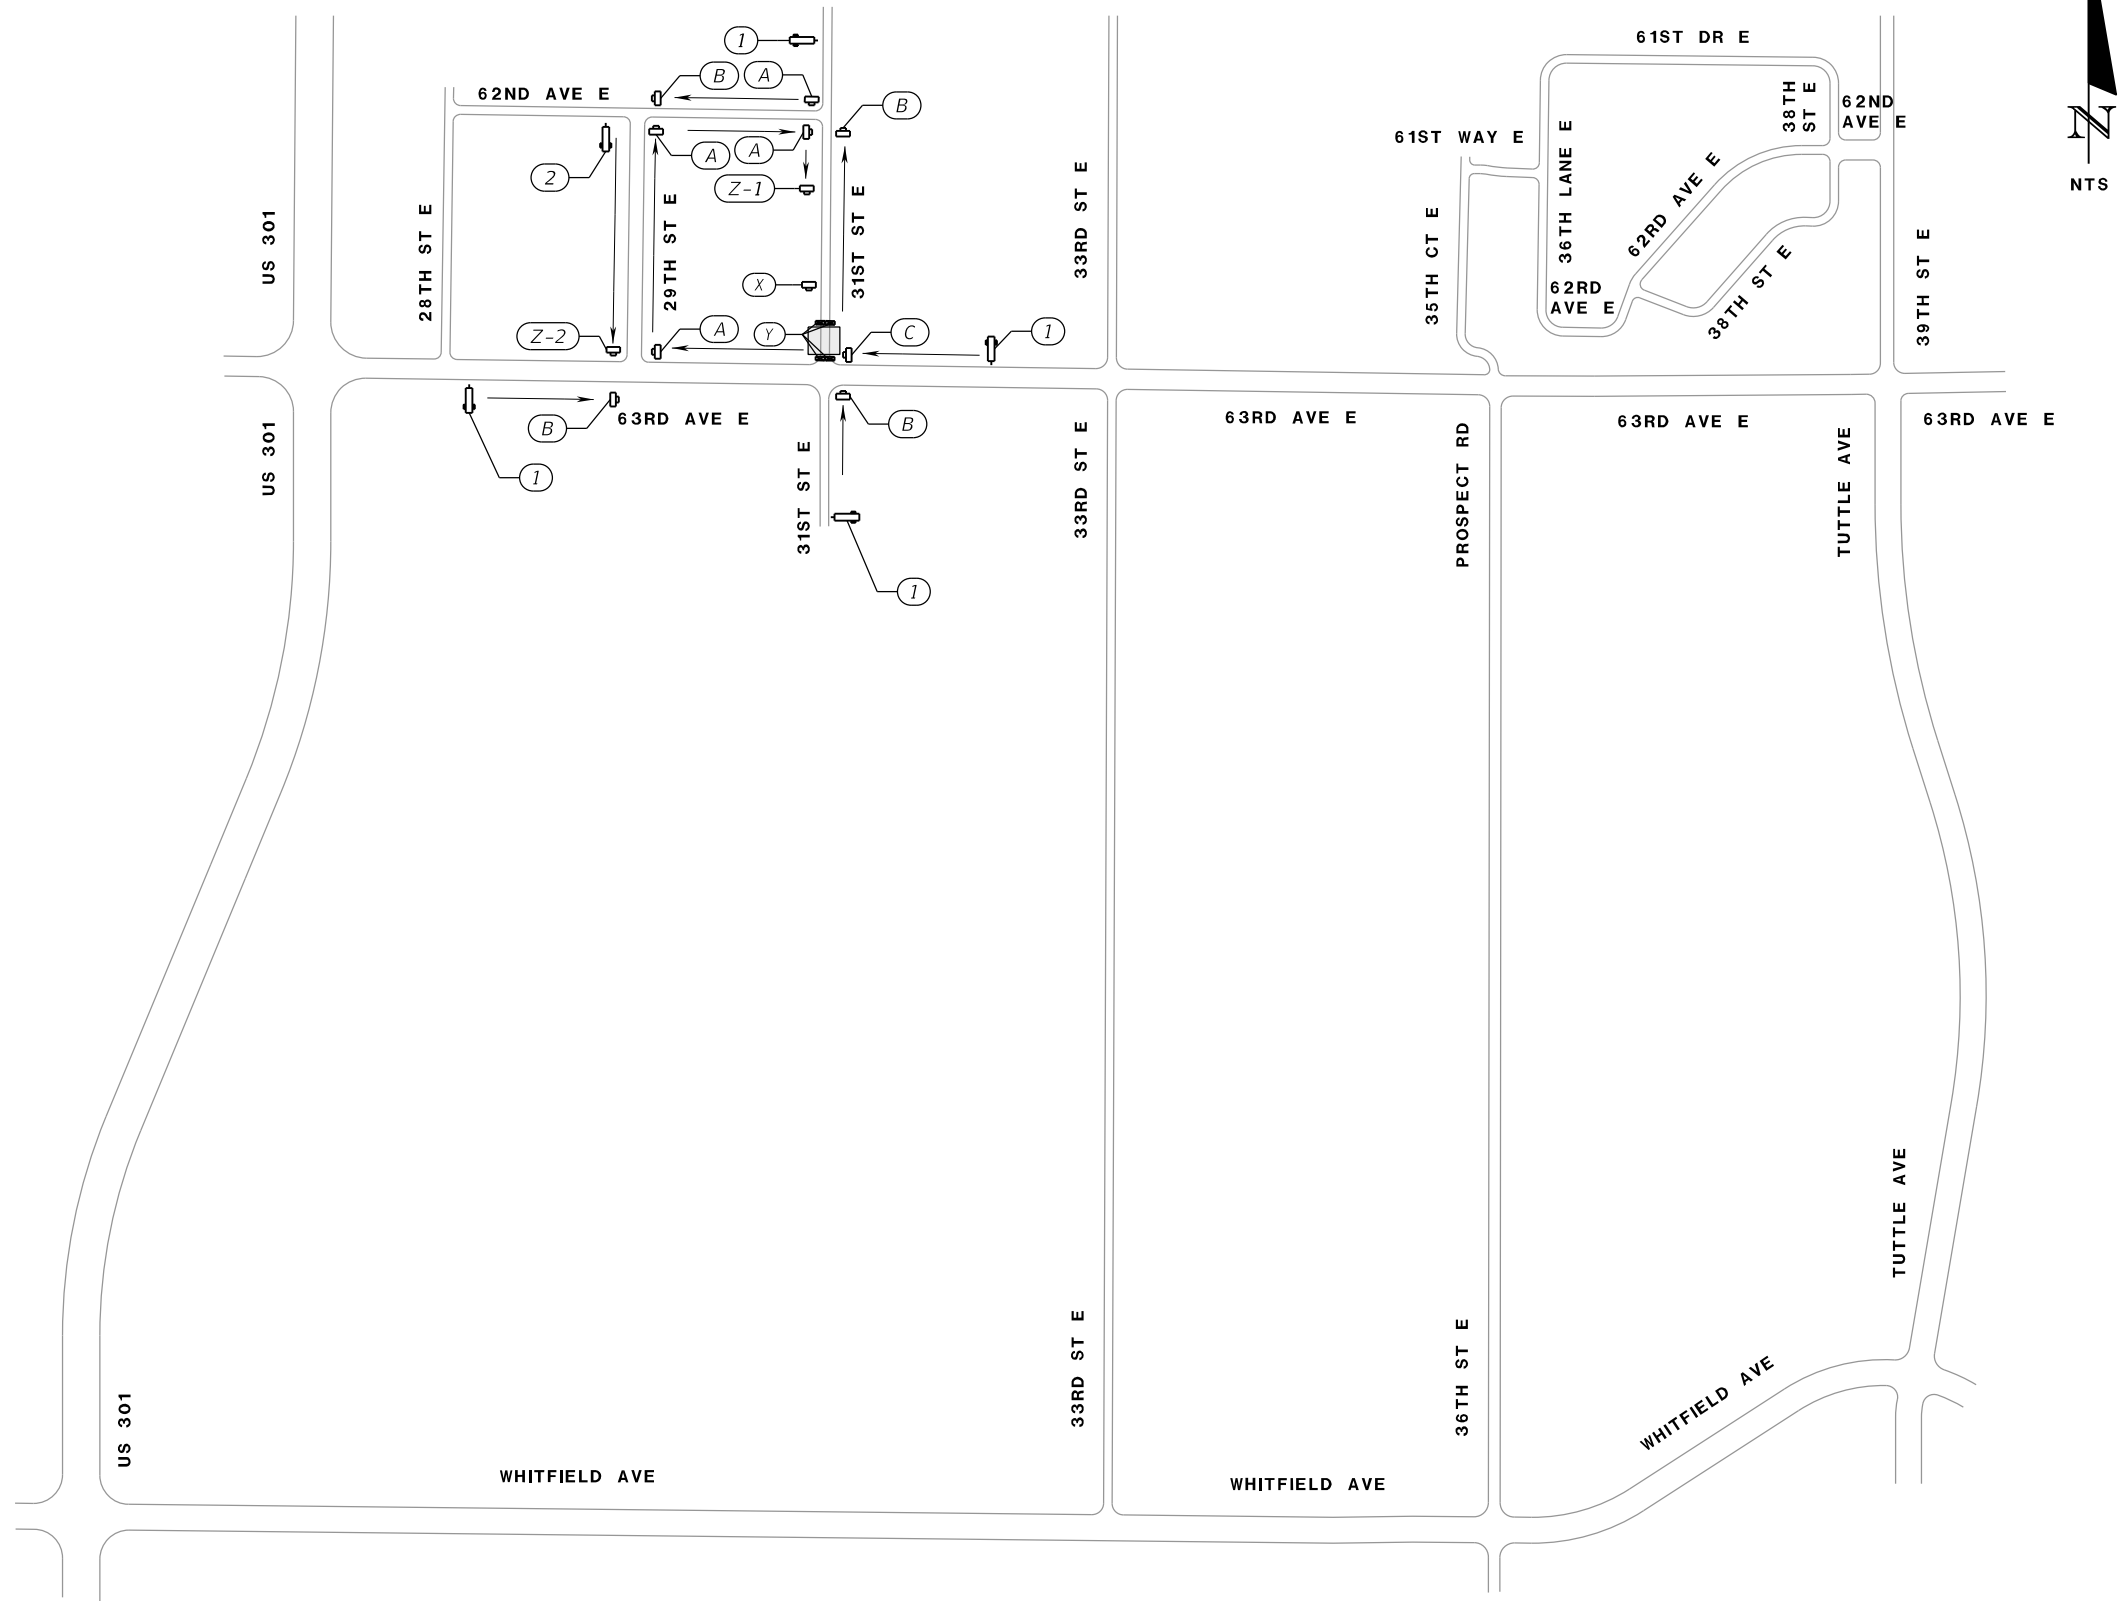 1
61ST DR E
B
A
62ND AVE E
B
38TH
ST E
62ND
AVE E
N
61ST WAY E
A
A
2
Z-1
NTS
US 301
28TH ST E
29TH ST E
31ST ST E
33RD ST E
35TH CT E
36TH LANE E
62RD AVE E
39TH ST E
X
62RD
AVE E
38TH ST E
Z-2
A
Y
C
1
B
63RD AVE E
B
63RD AVE E
63RD AVE E
63RD AVE E
US 301
1
31ST ST E
33RD ST E
PROSPECT RD
TUTTLE AVE
1
TUTTLE AVE
33RD ST E
36TH ST E
US 301
WHITFIELD AVE
WHITFIELD AVE
WHITFIELD AVE